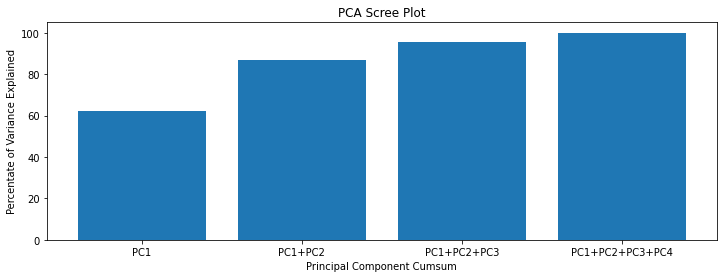 PCA Scree Plot
Percentate of Variance Explained
100
80
60
40
20
0
PC1
PC1+PC2
PC1+PC2+PC3
PC1+PC2+PC3+PC4
Principal Component Cumsum